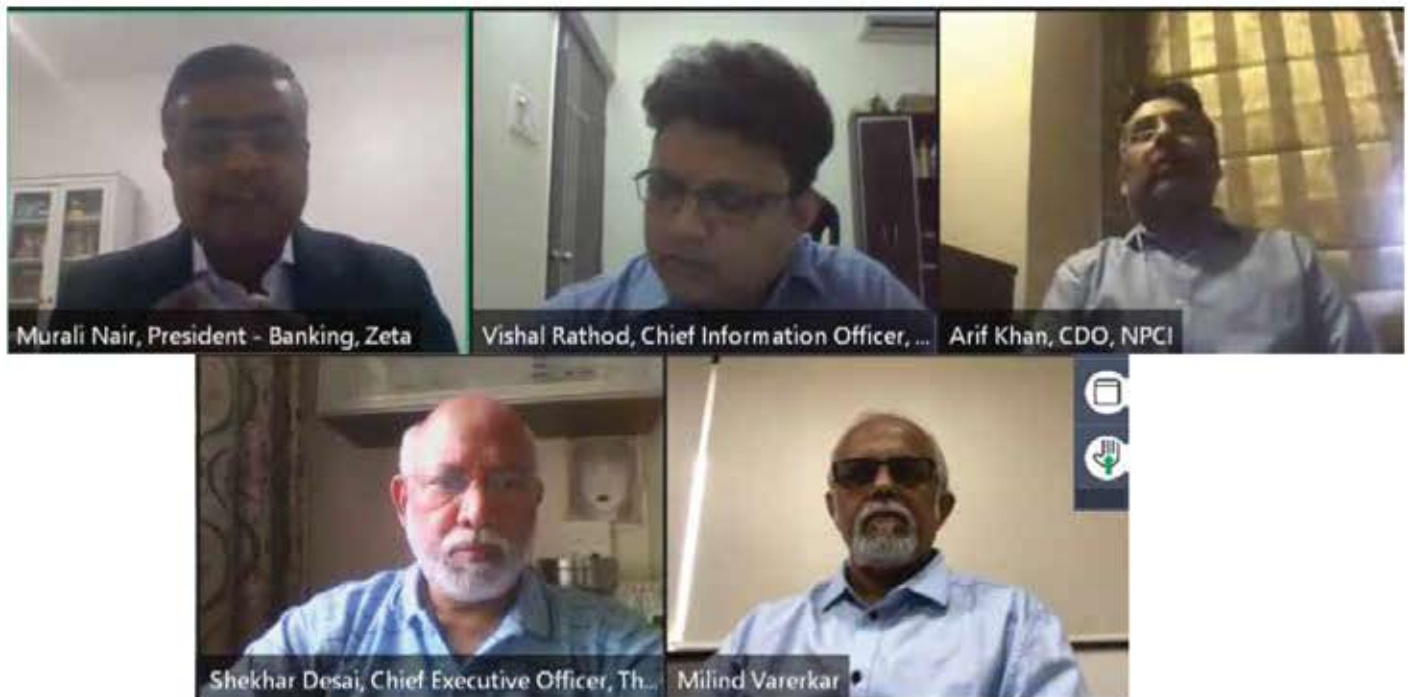 Murali Nair, President - Banking, Zeta
Vishal Rathod, Chief Information Officer, ...
Arif Khan, CDO, NPCI
Shekhar Desai, Chief Executive Officer, Th...
Milind Varerkar